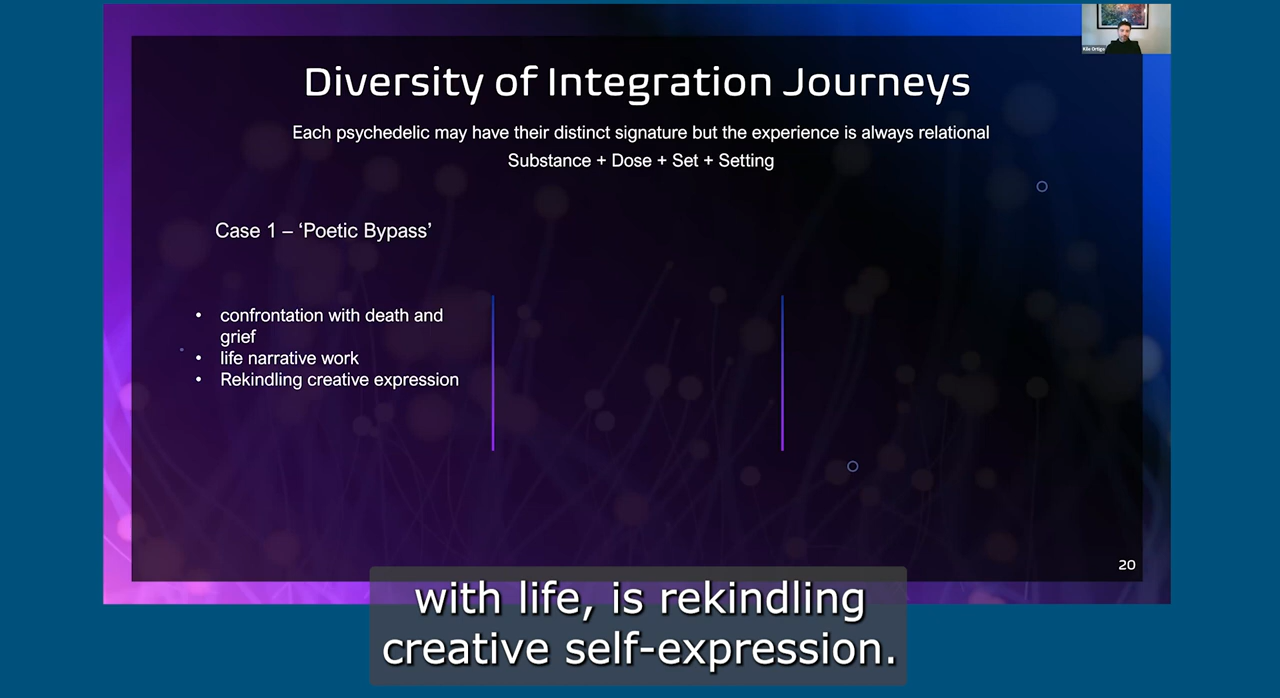 Kile Ortigo
Diversity of Integration Journeys
Each psychedelic may have their distinct signature but the experience is always relational
Substance + Dose + Set + Setting
Case 1 – ‘Poetic Bypass’
• confrontation with death and
grief
• life narrative work
• Rekindling creative expression
20
with life, is rekindling
creative self-expression.